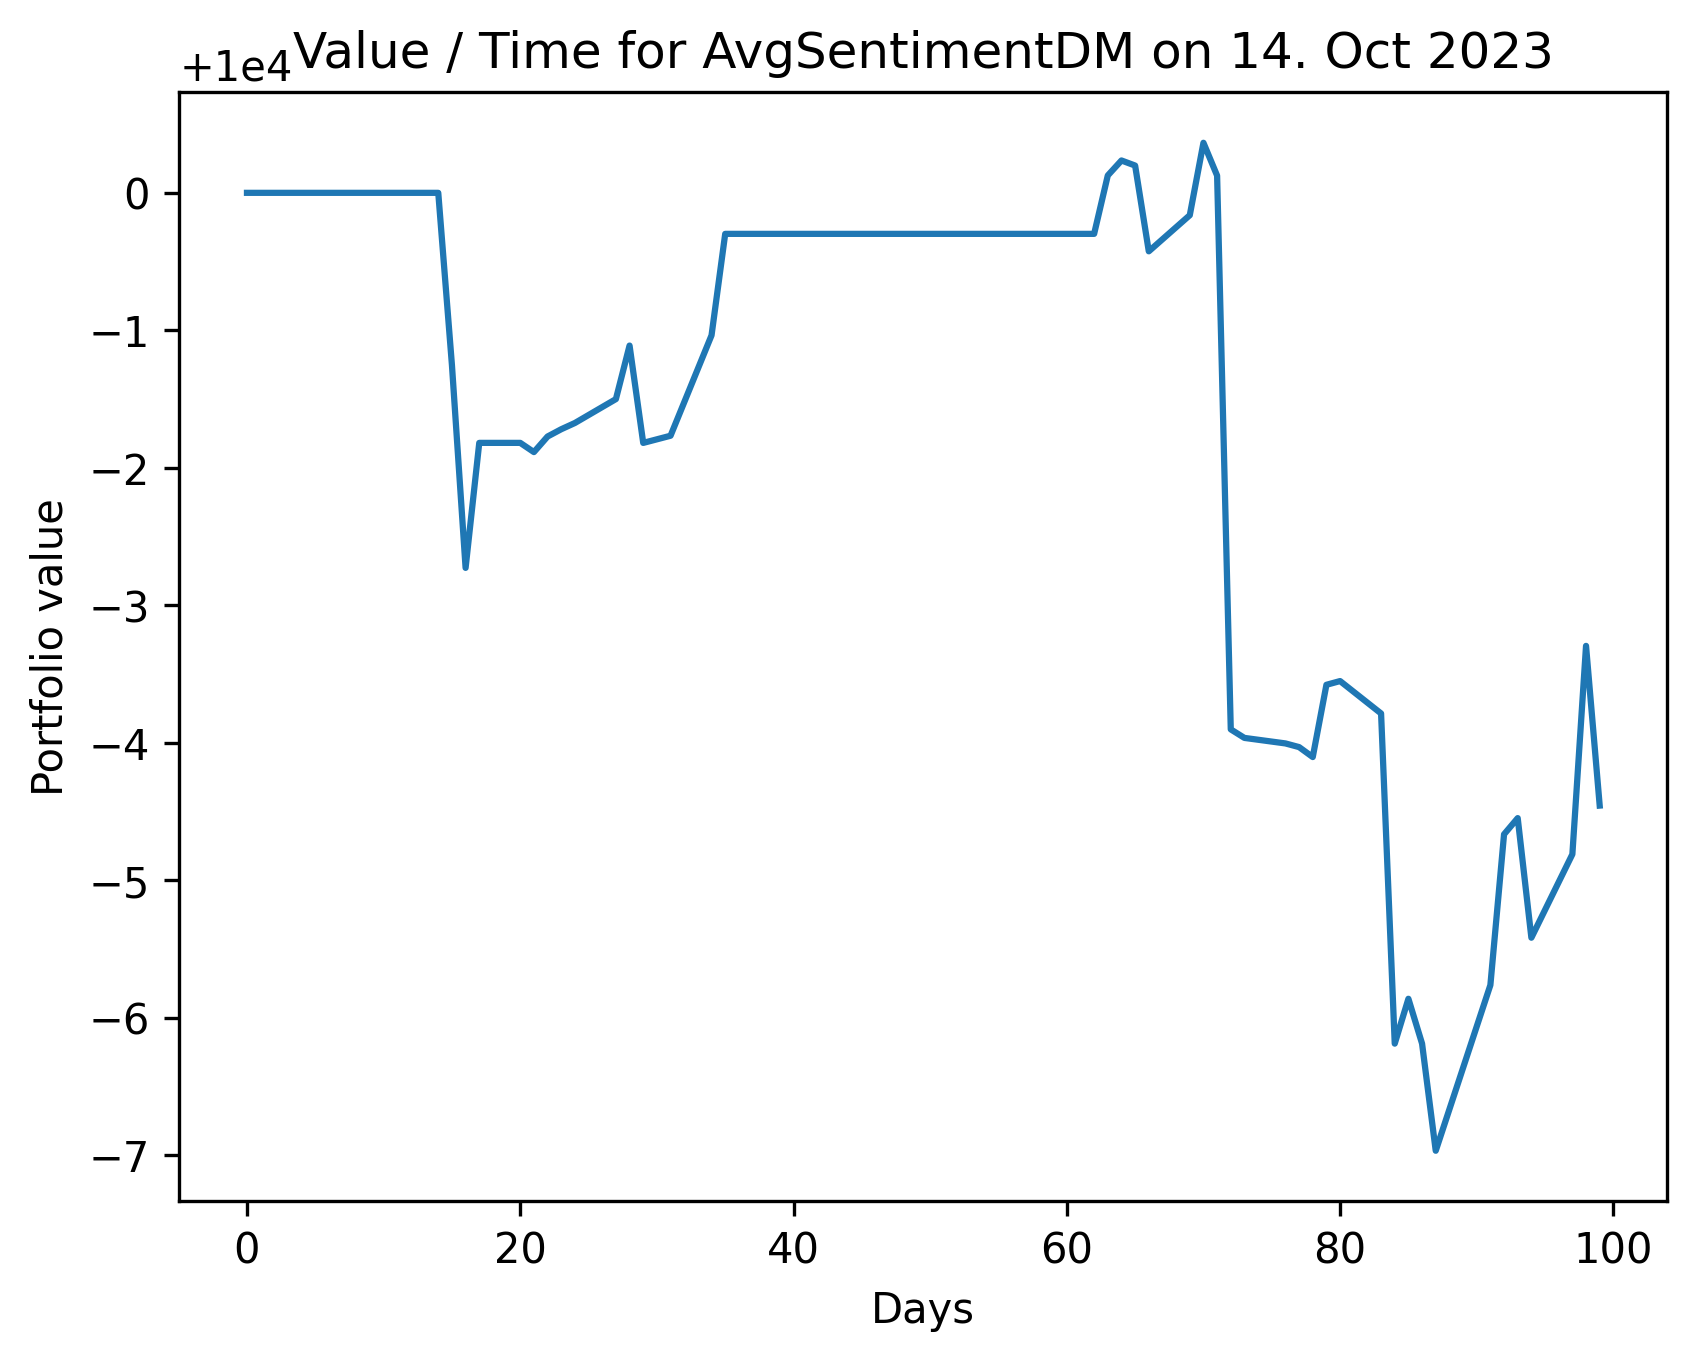 Value / Time for AvgSentimentDM on 14. Oct 2023
+1e4
0
−1
−2
−3
−4
−5
−6
−7
Portfolio value
0 20 40 60 80 100
Days